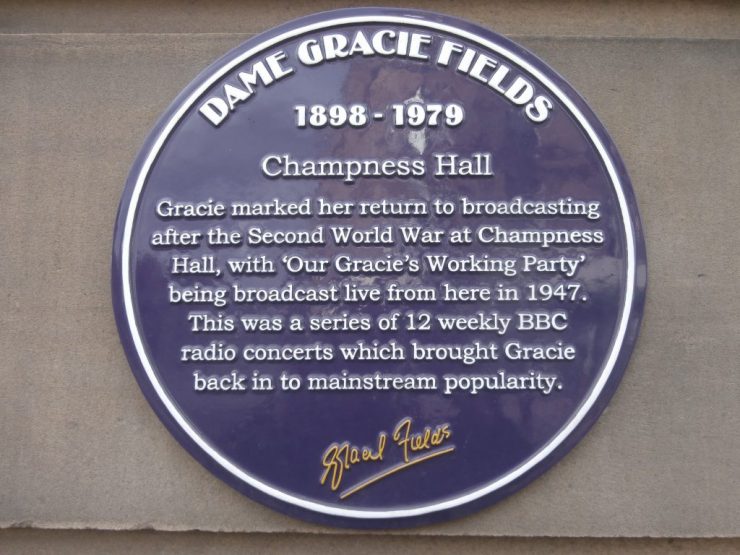 DAME GRACIE FIELDS
1898 - 1979
Champness Hall
Gracie marked her return to broadcasting
after the Second World War at Champness
Hall, with ‘Our Gracie’s Working Party’
being broadcast live from here in 1947.
This was a series of 12 weekly BBC
radio concerts which brought Gracie
back in to mainstream popularity.
Gracie Fields